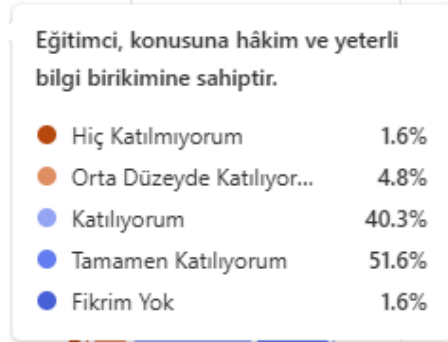 Eğitimci, konusuna hâkim ve yeterli
bilgi birikimine sahiptir.
Hiç Katılmıyorum 1.6%
Orta Düzeyde Katılıyor... 4.8%
Katılıyorum 40.3%
Tamamen Katılıyorum 51.6%
Fikrim Yok 1.6%